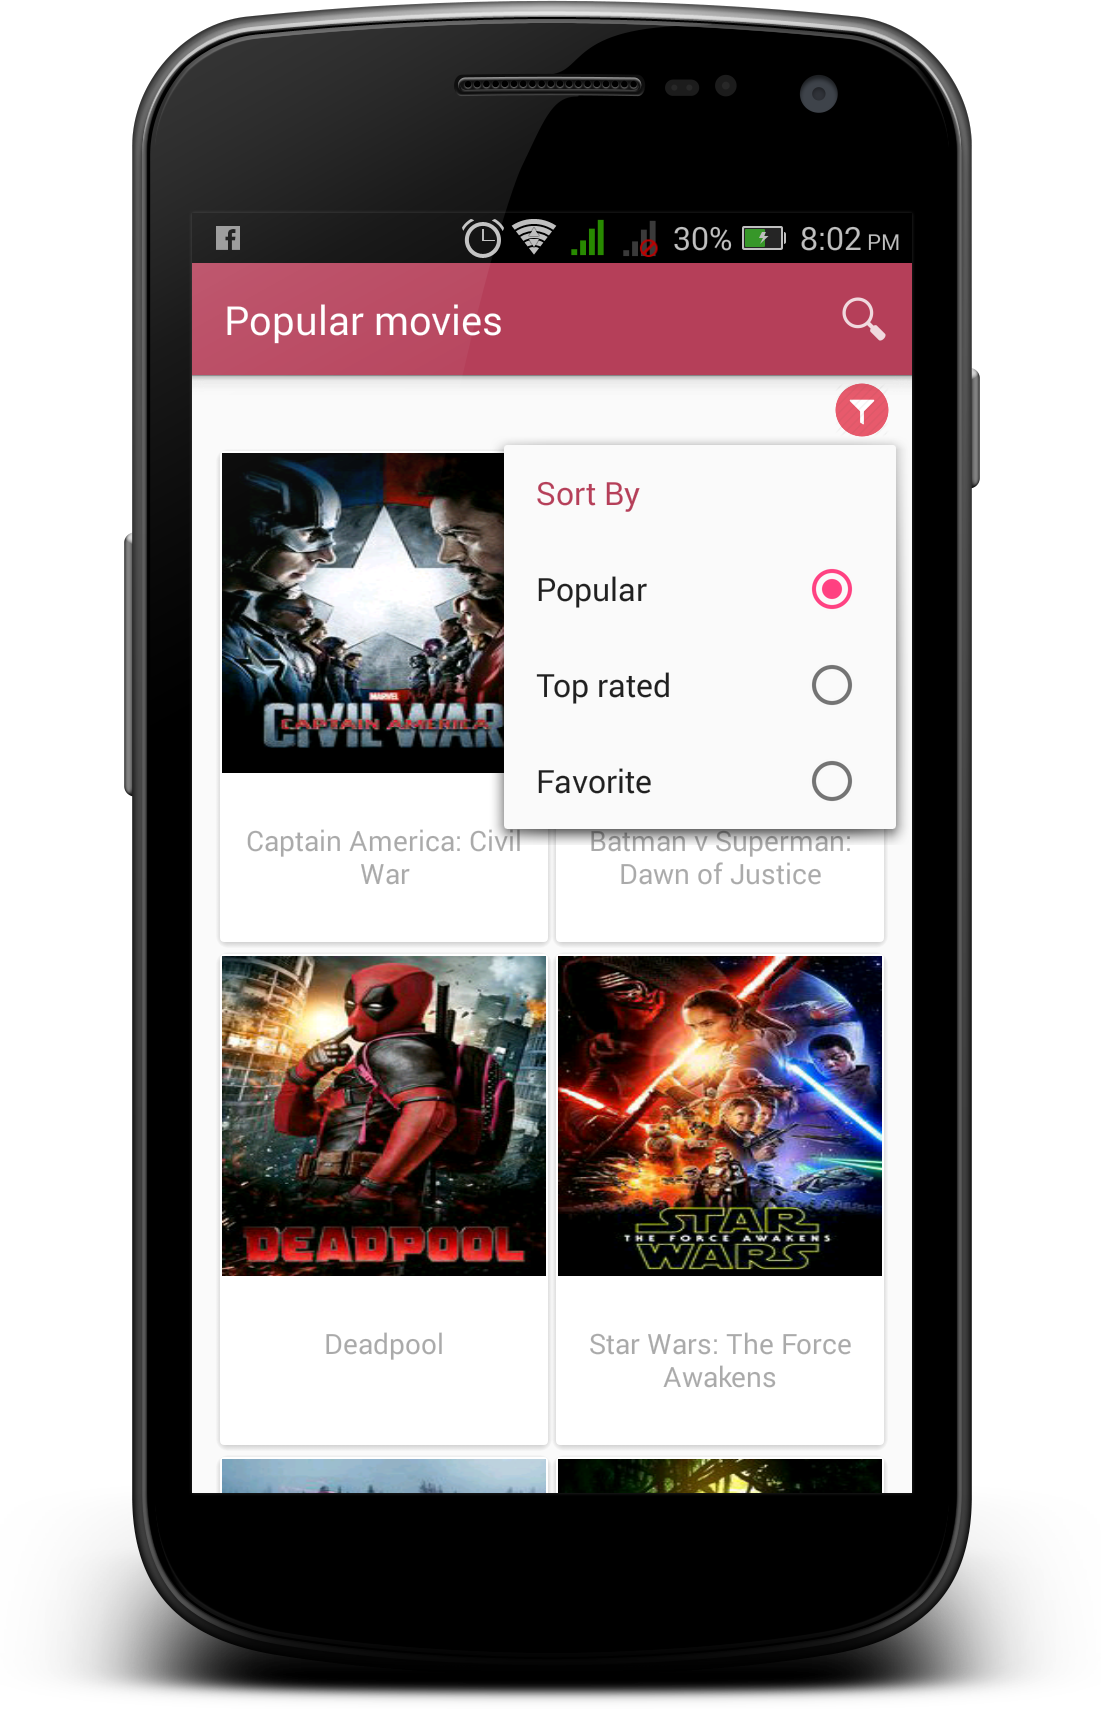 30% 8:02 PM
Popular movies
Sort By
Popular
Top rated
Favorite
MARVEL
CAPTAIN AMERICA
CIVIL WAR
Captain America: Civil
War
Batman v Superman:
Dawn of Justice
DEADPOOL
STAR
THE FORCE AWAKENS
WARS
Deadpool
Star Wars: The Force
Awakens